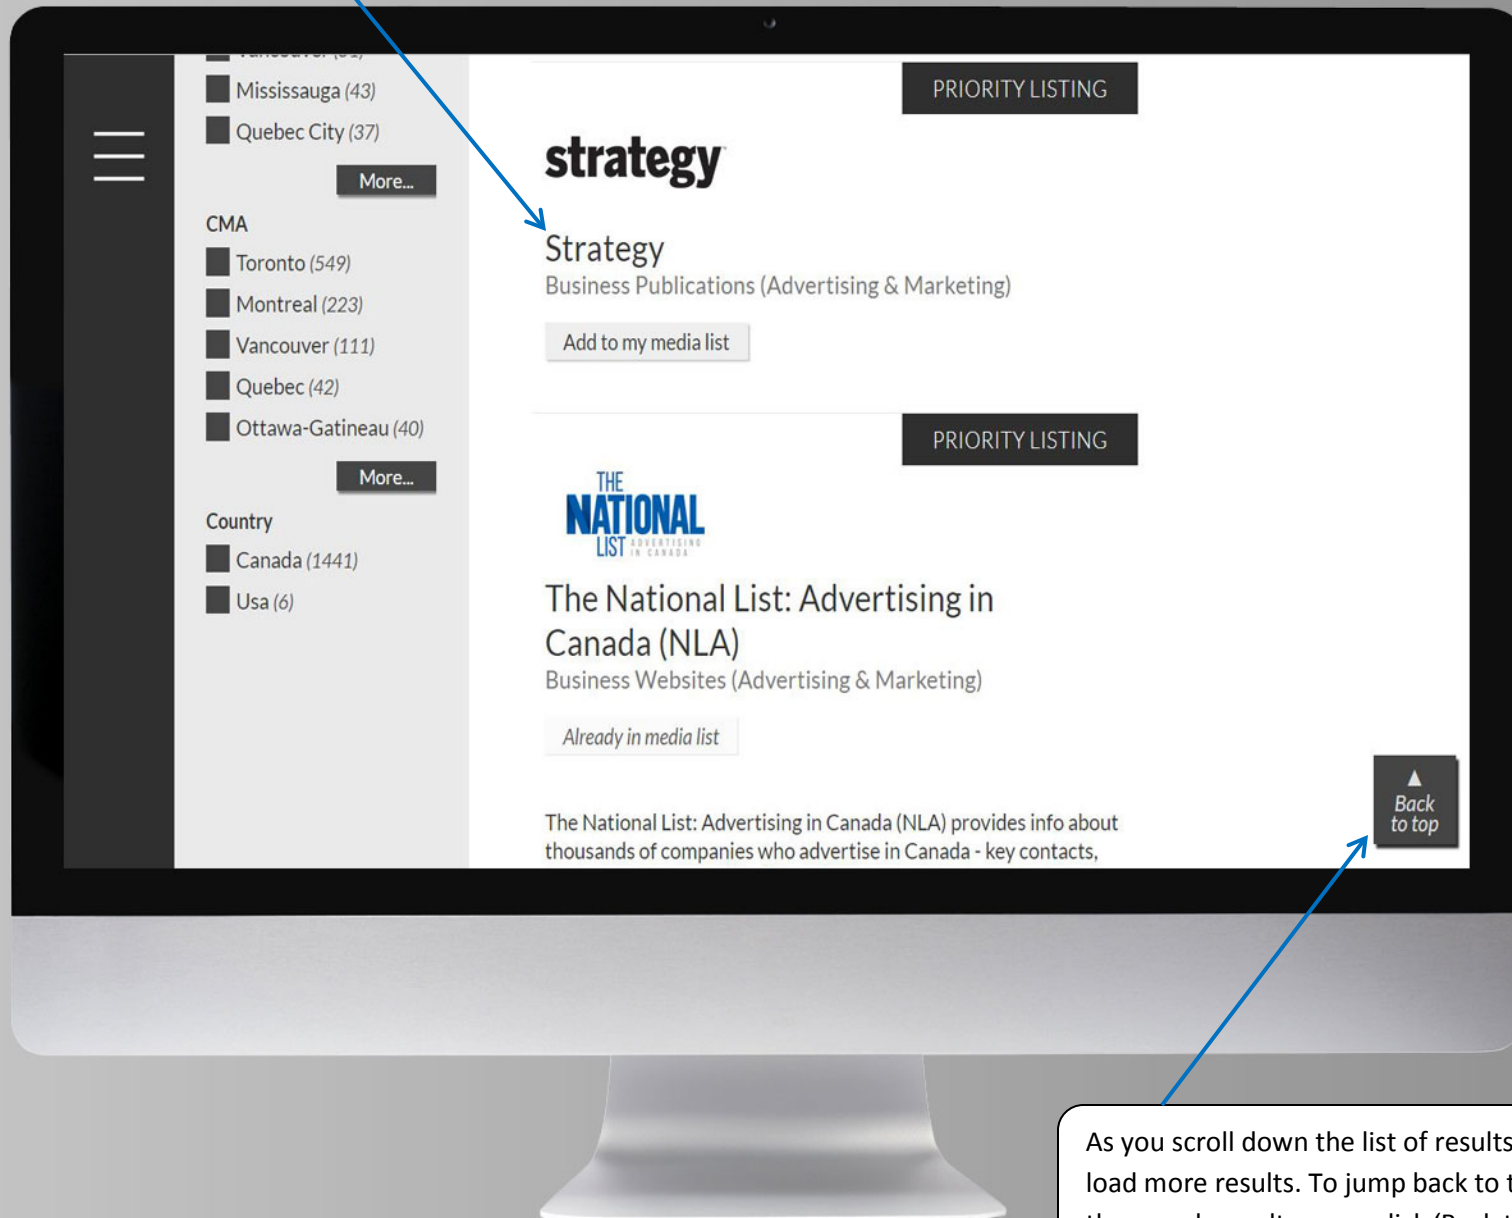 Mississauga (43)
Quebec City (37)
More...
CMA
Toronto (549)
Montreal (223)
Vancouver (111)
Quebec (42)
Ottawa-Gatineau (40)
More...
Country
Canada (1441)
Usa (6)
PRIORITY LISTING
strategy
Strategy
Business Publications (Advertising & Marketing)
Add to my media list
PRIORITY LISTING
THE
NATIONAL
LIST ADVERTISING
IN CANADA
The National List: Advertising in
Canada (NLA)
Business Websites (Advertising & Marketing)
Already in media list
The National List: Advertising in Canada (NLA) provides info about
thousands of companies who advertise in Canada - key contacts,
▲
Back
to top
As you scroll down the list of results
load more results. To jump back to